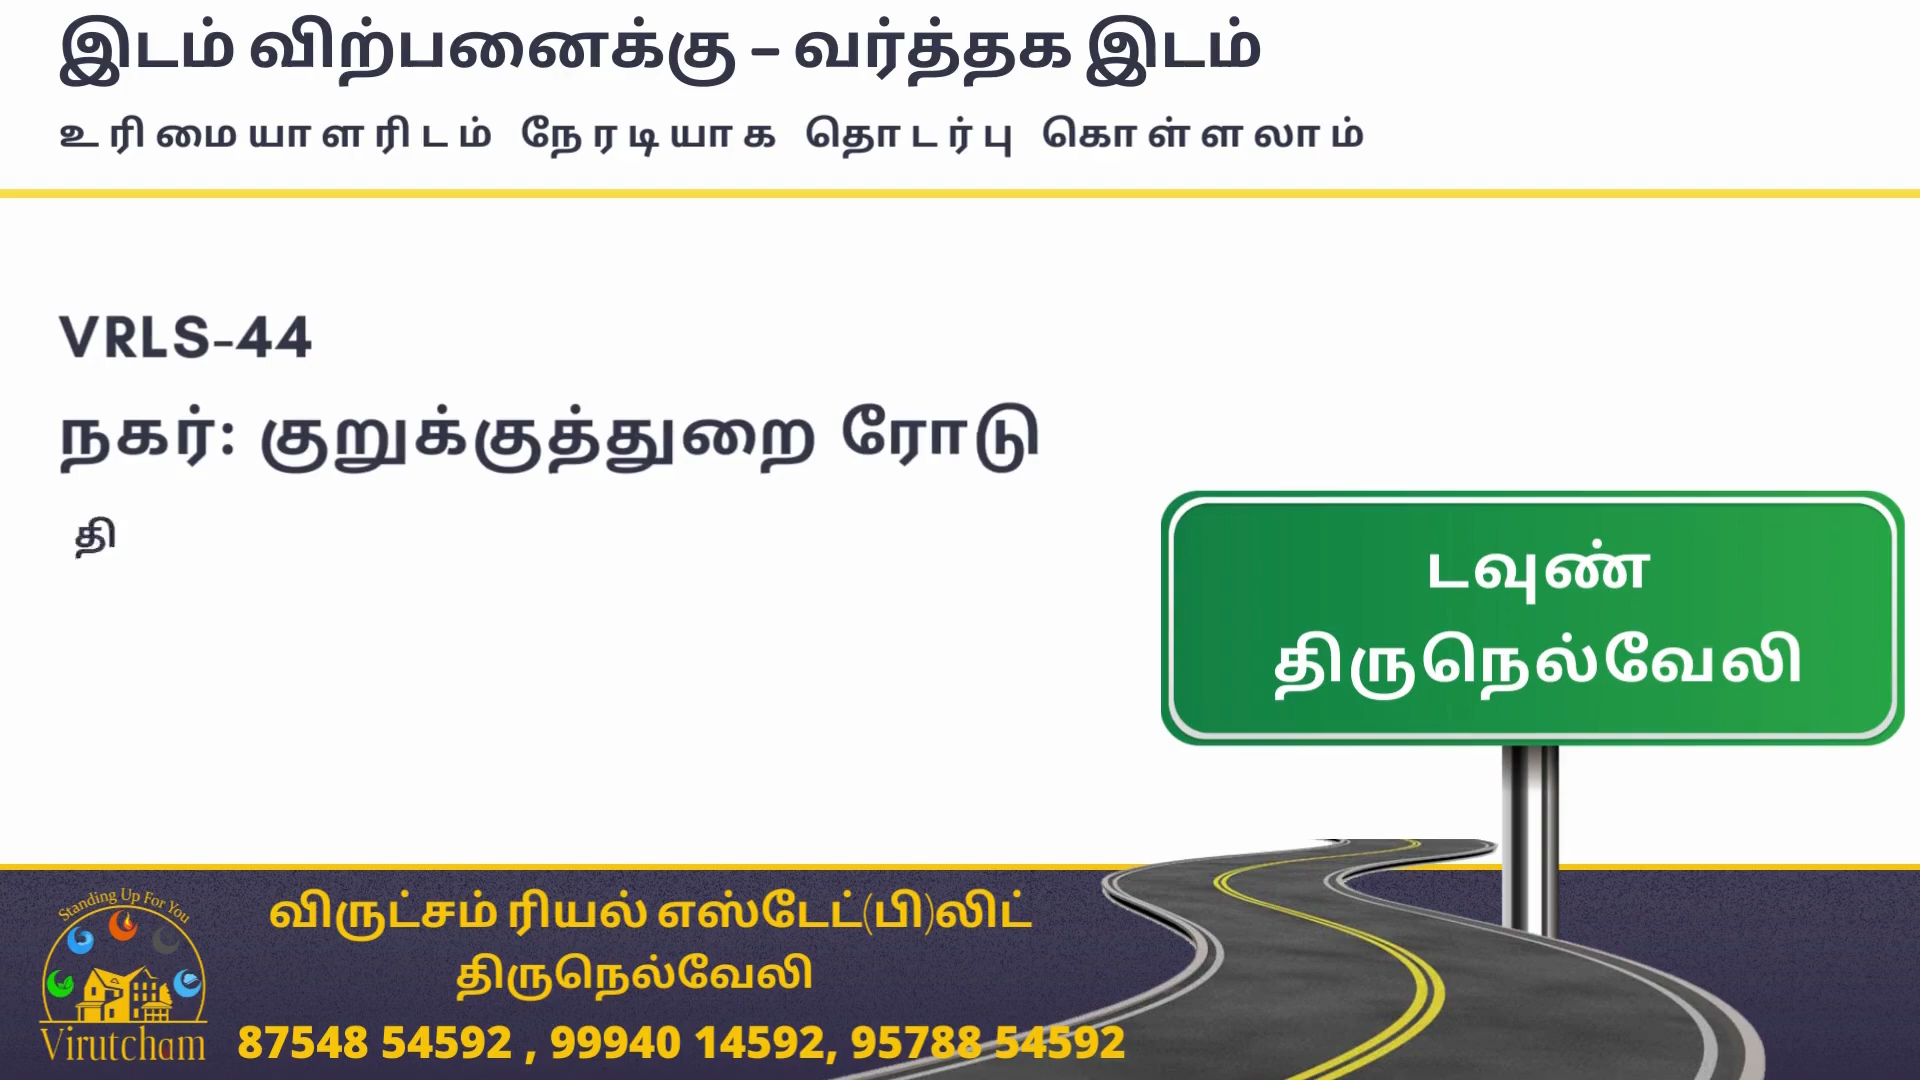 இடம் விற்பனைக்கு – வர்த்தக இடம்
உரிமையாளரிடம் நேரடியாக தொடர்பு கொள்ளலாம்
VRLS-44
நகர்: குறுக்குத்துறை ரோடு
தி
டவுண்
திருநெல்வேலி
Standing Up For You
Virutcham
விருட்சம் ரியல் எஸ்டேட்(பி)லிட்
திருநெல்வேலி
87548 54592 , 99940 14592, 95788 54592